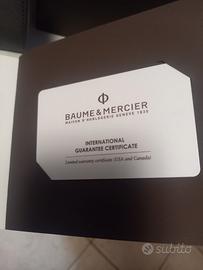 BAUME & MERCIER
MAISON D'HORLOGERIE GENEVE 1830
INTERNATIONAL
GUARANTEE CERTIFICATE
Limited warranty certificate (USA and Canada)
subito